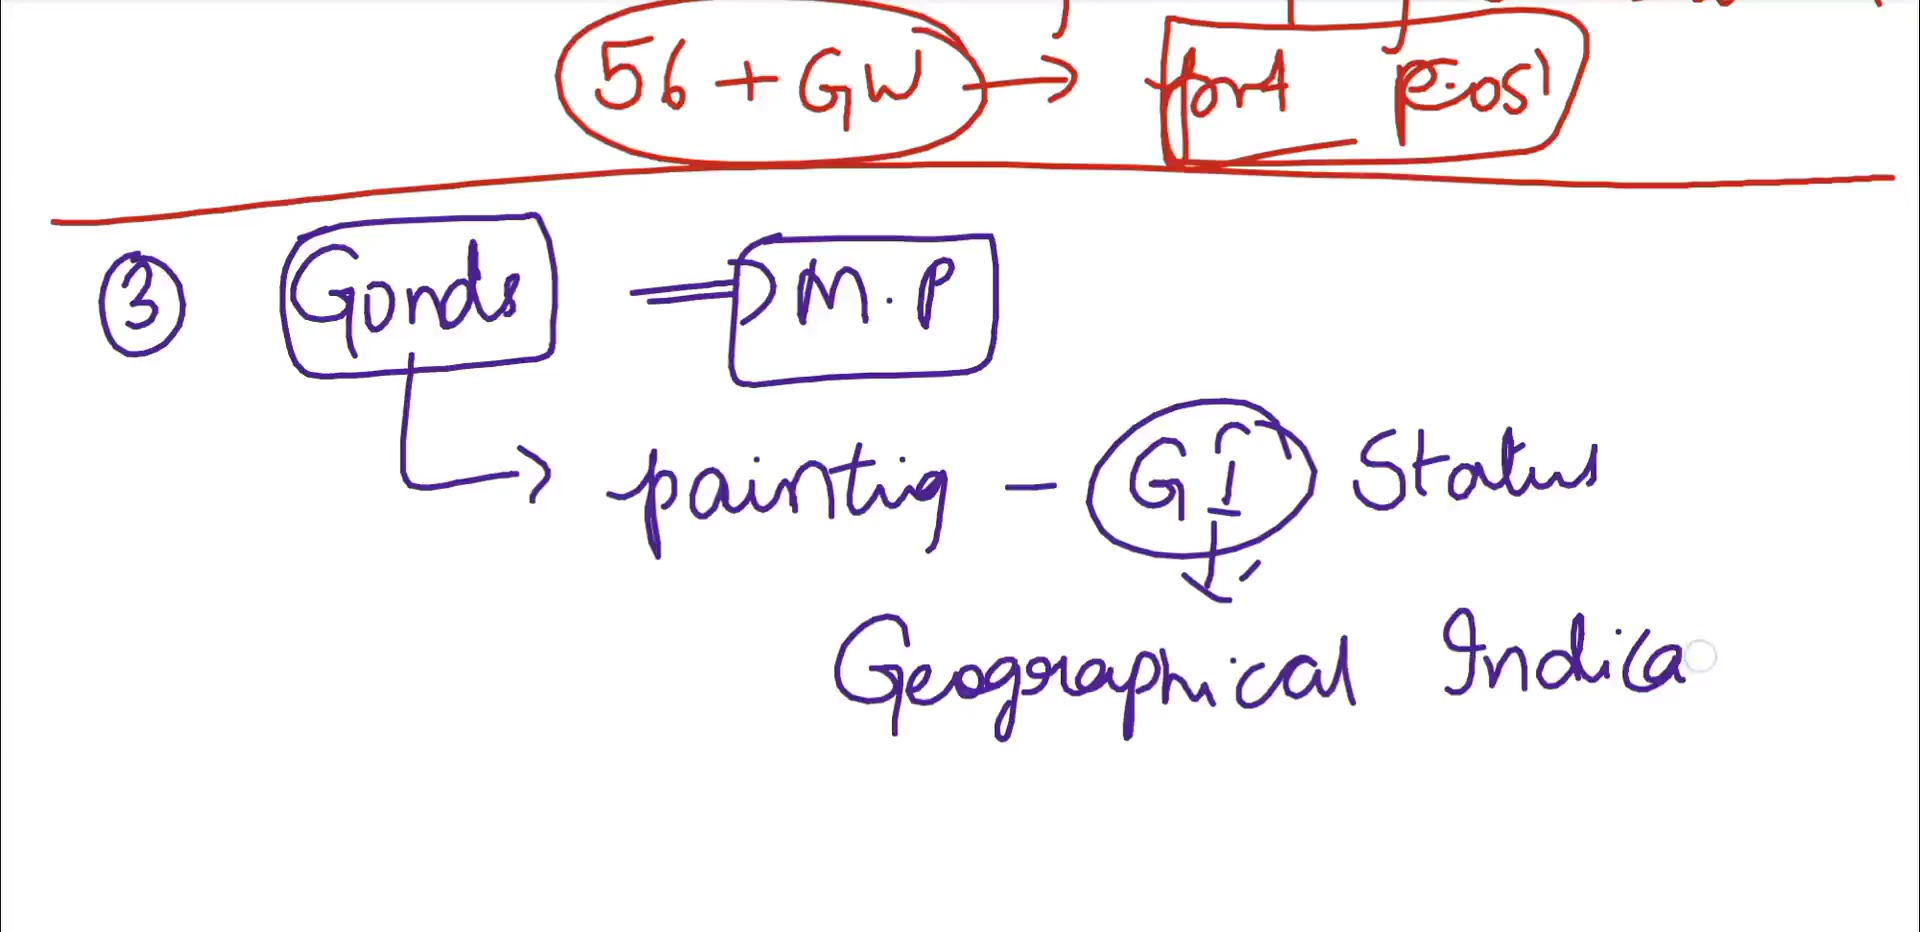 56 + GW → fort
③ Gonds ⇒ M.P
→ painting - GI Status
Geographical Indica